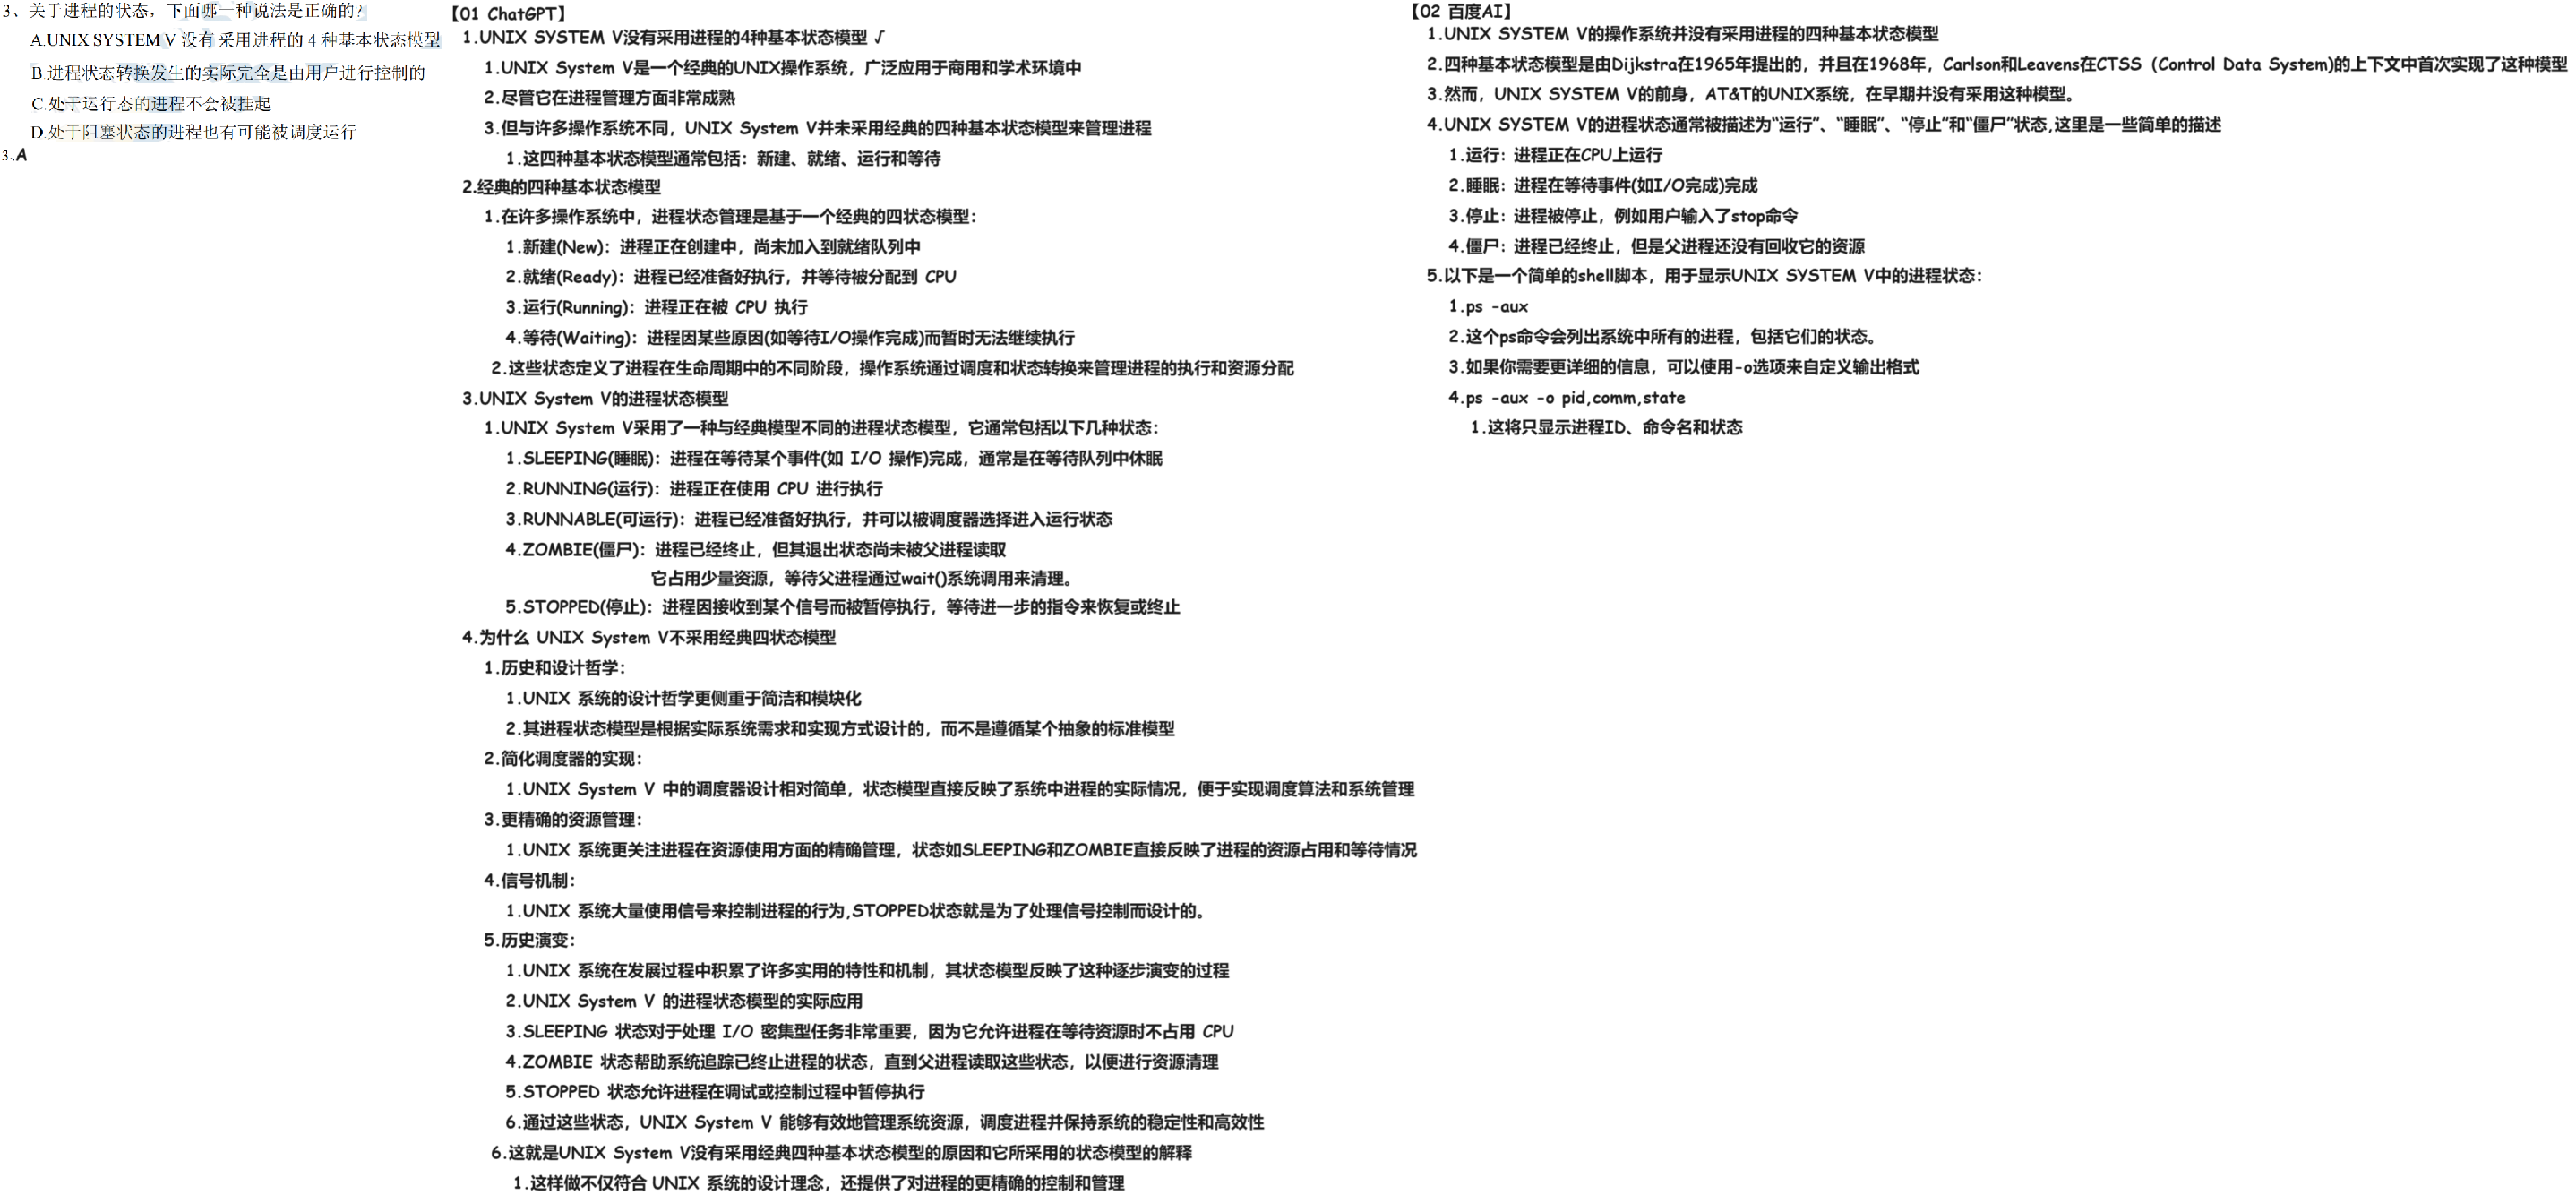 3、关于进程的状态，下面哪一种说法是正确的?
A.UNIX SYSTEM V 没有 采用进程的 4 种基本状态模型
B.进程状态转换发生的实际完全是由用户进行控制的
C.处于运行态的进程不会被挂起
D.处于阻塞状态的进程也有可能被调度运行
3、A
【01 ChatGPT】
1.UNIX SYSTEM V没有采用进程的4种基本状态模型 √
1.UNIX System V是一个经典的UNIX操作系统，广泛应用于商用和学术环境中
2.尽管它在进程管理方面非常成熟
3.但与许多操作系统不同，UNIX System V并未采用经典的四种基本状态模型来管理进程
1.这四种基本状态模型通常包括：新建、就绪、运行和等待
2.经典的四种基本状态模型
1.在许多操作系统中，进程状态管理是基于一个经典的四状态模型：
1.新建(New)：进程正在创建中，尚未加入到就绪队列中
2.就绪(Ready)：进程已经准备好执行，并等待被分配到 CPU
3.运行(Running)：进程正在被 CPU 执行
4.等待(Waiting)：进程因某些原因(如等待I/O操作完成)而暂时无法继续执行
2.这些状态定义了进程在生命周期中的不同阶段，操作系统通过调度和状态转换来管理进程的执行和资源分配
3.UNIX System V的进程状态模型
1.UNIX System V采用了一种与经典模型不同的进程状态模型，它通常包括以下几种状态：
1.SLEEPING(睡眠)：进程在等待某个事件(如 I/O 操作)完成，通常是在等待队列中休眠
2.RUNNING(运行)：进程正在使用 CPU 进行执行
3.RUNNABLE(可运行)：进程已经准备好执行，并可以被调度器选择进入运行状态
4.ZOMBIE(僵尸)：进程已经终止，但其退出状态尚未被父进程读取
它占用少量资源，等待父进程通过wait()系统调用来清理。
5.STOPPED(停止)：进程因接收到某个信号而被暂停执行，等待进一步的指令来恢复或终止
4.为什么 UNIX System V不采用经典四状态模型
1.历史和设计哲学：
1.UNIX 系统的设计哲学更侧重于简洁和模块化
2.其进程状态模型是根据实际系统需求和实现方式设计的，而不是遵循某个抽象的标准模型
2.简化调度器的实现：
1.UNIX System V 中的调度器设计相对简单，状态模型直接反映了系统中进程的实际情况，便于实现调度算法和系统管理
3.更精确的资源管理：
1.UNIX 系统更关注进程在资源使用方面的精确管理，状态如SLEEPING和ZOMBIE直接反映了进程的资源占用和等待情况
4.信号机制：
1.UNIX 系统大量使用信号来控制进程的行为,STOPPED状态就是为了处理信号控制而设计的。
5.历史演变：
1.UNIX 系统在发展过程中积累了许多实用的特性和机制，其状态模型反映了这种逐步演变的过程
2.UNIX System V 的进程状态模型的实际应用
3.SLEEPING 状态对于处理 I/O 密集型任务非常重要，因为它允许进程在等待资源时不占用 CPU
4.ZOMBIE 状态帮助系统追踪已终止进程的状态，直到父进程读取这些状态，以便进行资源清理
5.STOPPED 状态允许进程在调试或控制过程中暂停执行
6.通过这些状态，UNIX System V 能够有效地管理系统资源，调度进程并保持系统的稳定性和高效性
6.这就是UNIX System V没有采用经典四种基本状态模型的原因和它所采用的状态模型的解释
1.这样做不仅符合 UNIX 系统的设计理念，还提供了对进程的更精确的控制和管理
【02 百度AI】
1.UNIX SYSTEM V的操作系统并没有采用进程的四种基本状态模型
2.四种基本状态模型是由Dijkstra在1965年提出的，并且在1968年，Carlson和Leavens在CTSS (Control Data System)的上下文中首次实现了这种模型
3.然而，UNIX SYSTEM V的前身，AT&T的UNIX系统，在早期并没有采用这种模型。
4.UNIX SYSTEM V的进程状态通常被描述为“运行”、“睡眠”、“停止”和“僵尸”状态,这里是一些简单的描述
1.运行：进程正在CPU上运行
2.睡眠：进程在等待事件(如I/O完成)完成
3.停止：进程被停止，例如用户输入了stop命令
4.僵尸：进程已经终止，但是父进程还没有回收它的资源
5.以下是一个简单的shell脚本，用于显示UNIX SYSTEM V中的进程状态：
1.ps -aux
2.这个ps命令会列出系统中所有的进程，包括它们的状态。
3.如果你需要更详细的信息，可以使用-o选项来自定义输出格式
4.ps -aux -o pid,comm,state
1.这将只显示进程ID、命令名和状态